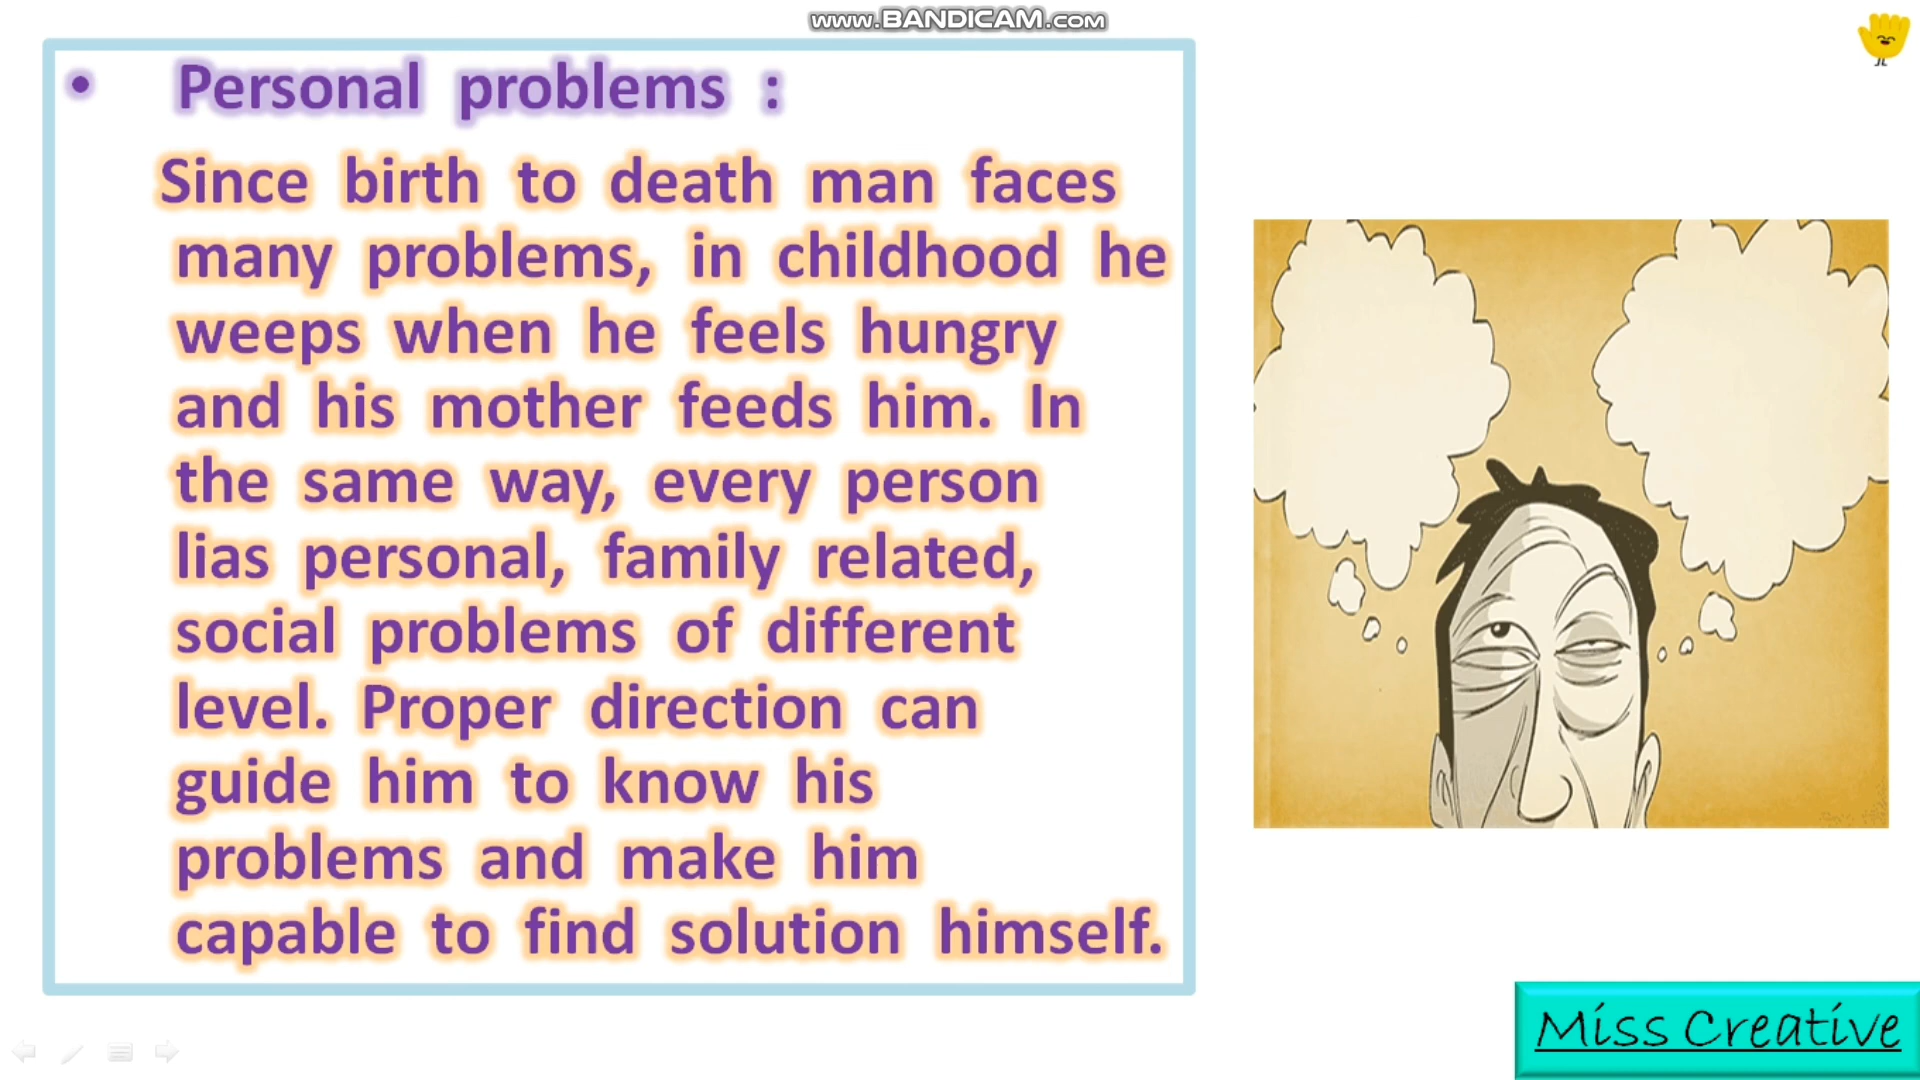 www.BANDICAM.com
• Personal problems :
Since birth to death man faces
many problems, in childhood he
weeps when he feels hungry
and his mother feeds him. In
the same way, every person
lias personal, family related,
social problems of different
level. Proper direction can
guide him to know his
problems and make him
capable to find solution himself.
Miss Creative